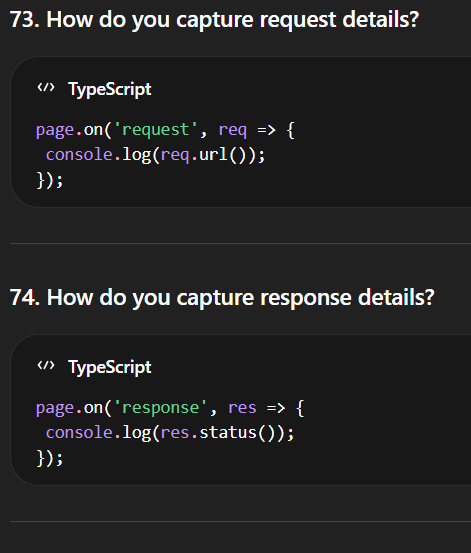 73. How do you capture request details?
</> TypeScript
page.on('request', req => {
 console.log(req.url());
});
74. How do you capture response details?
</> TypeScript
page.on('response', res => {
 console.log(res.status());
});